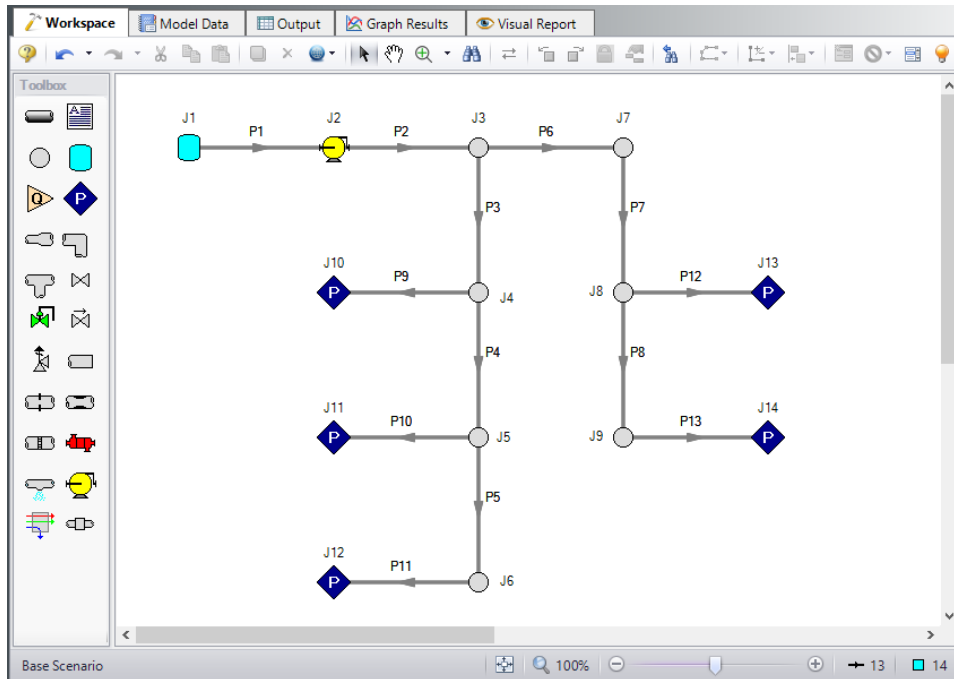 Workspace Model Data Output Graph Results Visual Report
Toolbox
A
Q P
J1 P1 J2 P2 J3 P6 J7
P3 P7
J10 P9 J4 J8 P12 J13
P P
P4 P8
J11 P10 J5 J9 P13 J14
P P
P5
J12 P11 J6
P
Base Scenario 100% 13 14